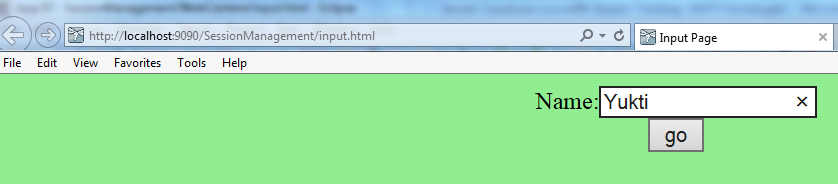 http://localhost:9090/SessionManagement/input.html
Input Page
File Edit View Favorites Tools Help
Name: Yukti
go